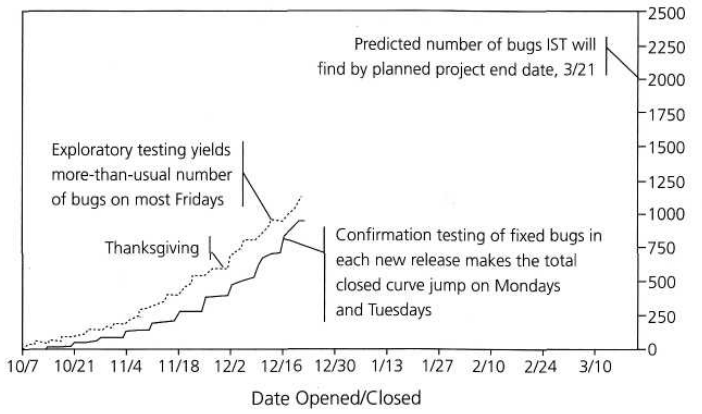 2500
Predicted number of bugs IST will
find by planned project end date, 3/21
2250
2000
1750
Exploratory testing yields
more-than-usual number
of bugs on most Fridays
1500
1250
1000
Thanksgiving
Confirmation testing of fixed bugs in
each new release makes the total
closed curve jump on Mondays
and Tuesdays
750
500
250
0
10/7 10/21 11/4 11/18 12/2 12/16 12/30 1/13 1/27 2/10 2/24 3/10
Date Opened/Closed